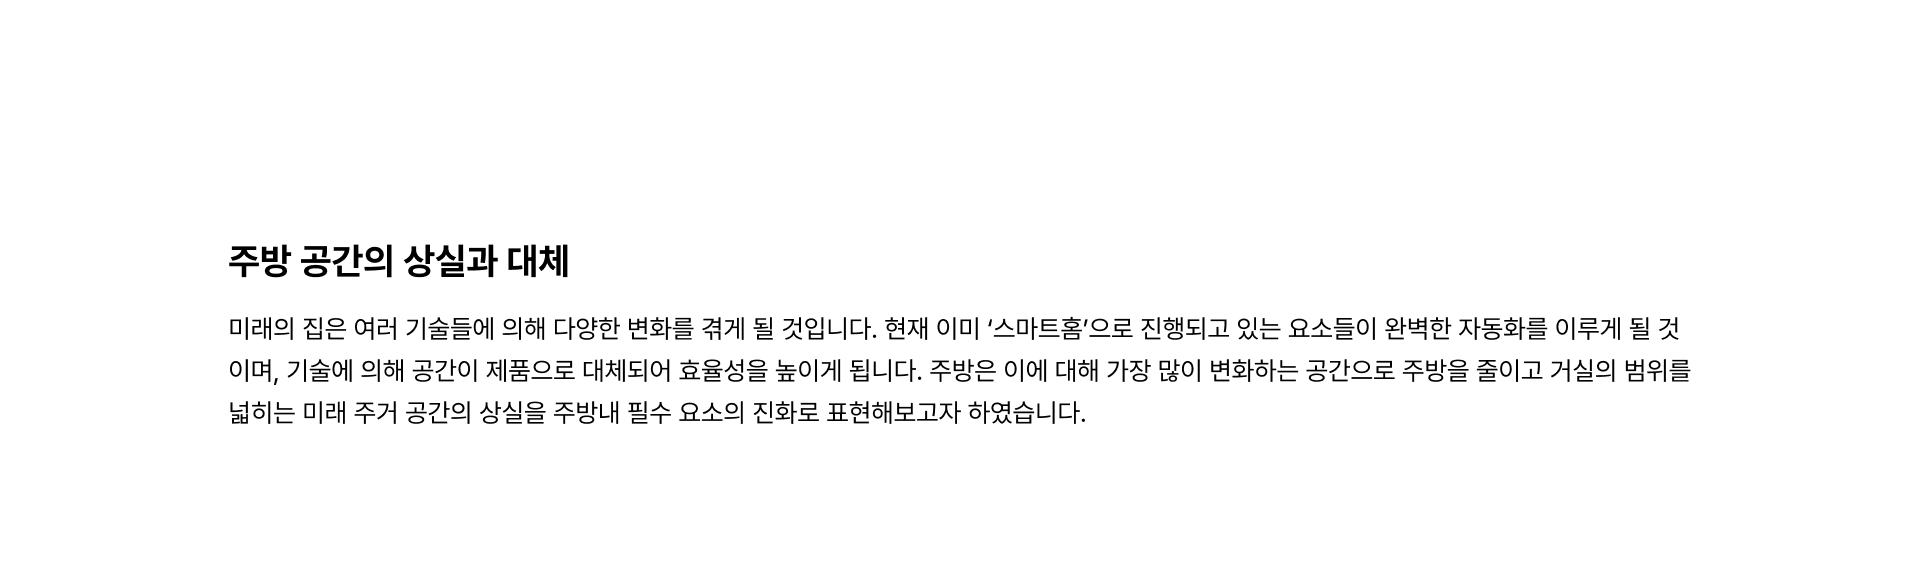 주방 공간의 상실과 대체
미래의 집은 여러 기술들에 의해 다양한 변화를 겪게 될 것입니다. 현재 이미 ‘스마트홈’으로 진행되고 있는 요소들이 완벽한 자동화를 이루게 될 것
이며, 기술에 의해 공간이 제품으로 대체되어 효율성을 높이게 됩니다. 주방은 이에 대해 가장 많이 변화하는 공간으로 주방을 줄이고 거실의 범위를
넓히는 미래 주거 공간의 상실을 주방내 필수 요소의 진화로 표현해보고자 하였습니다.